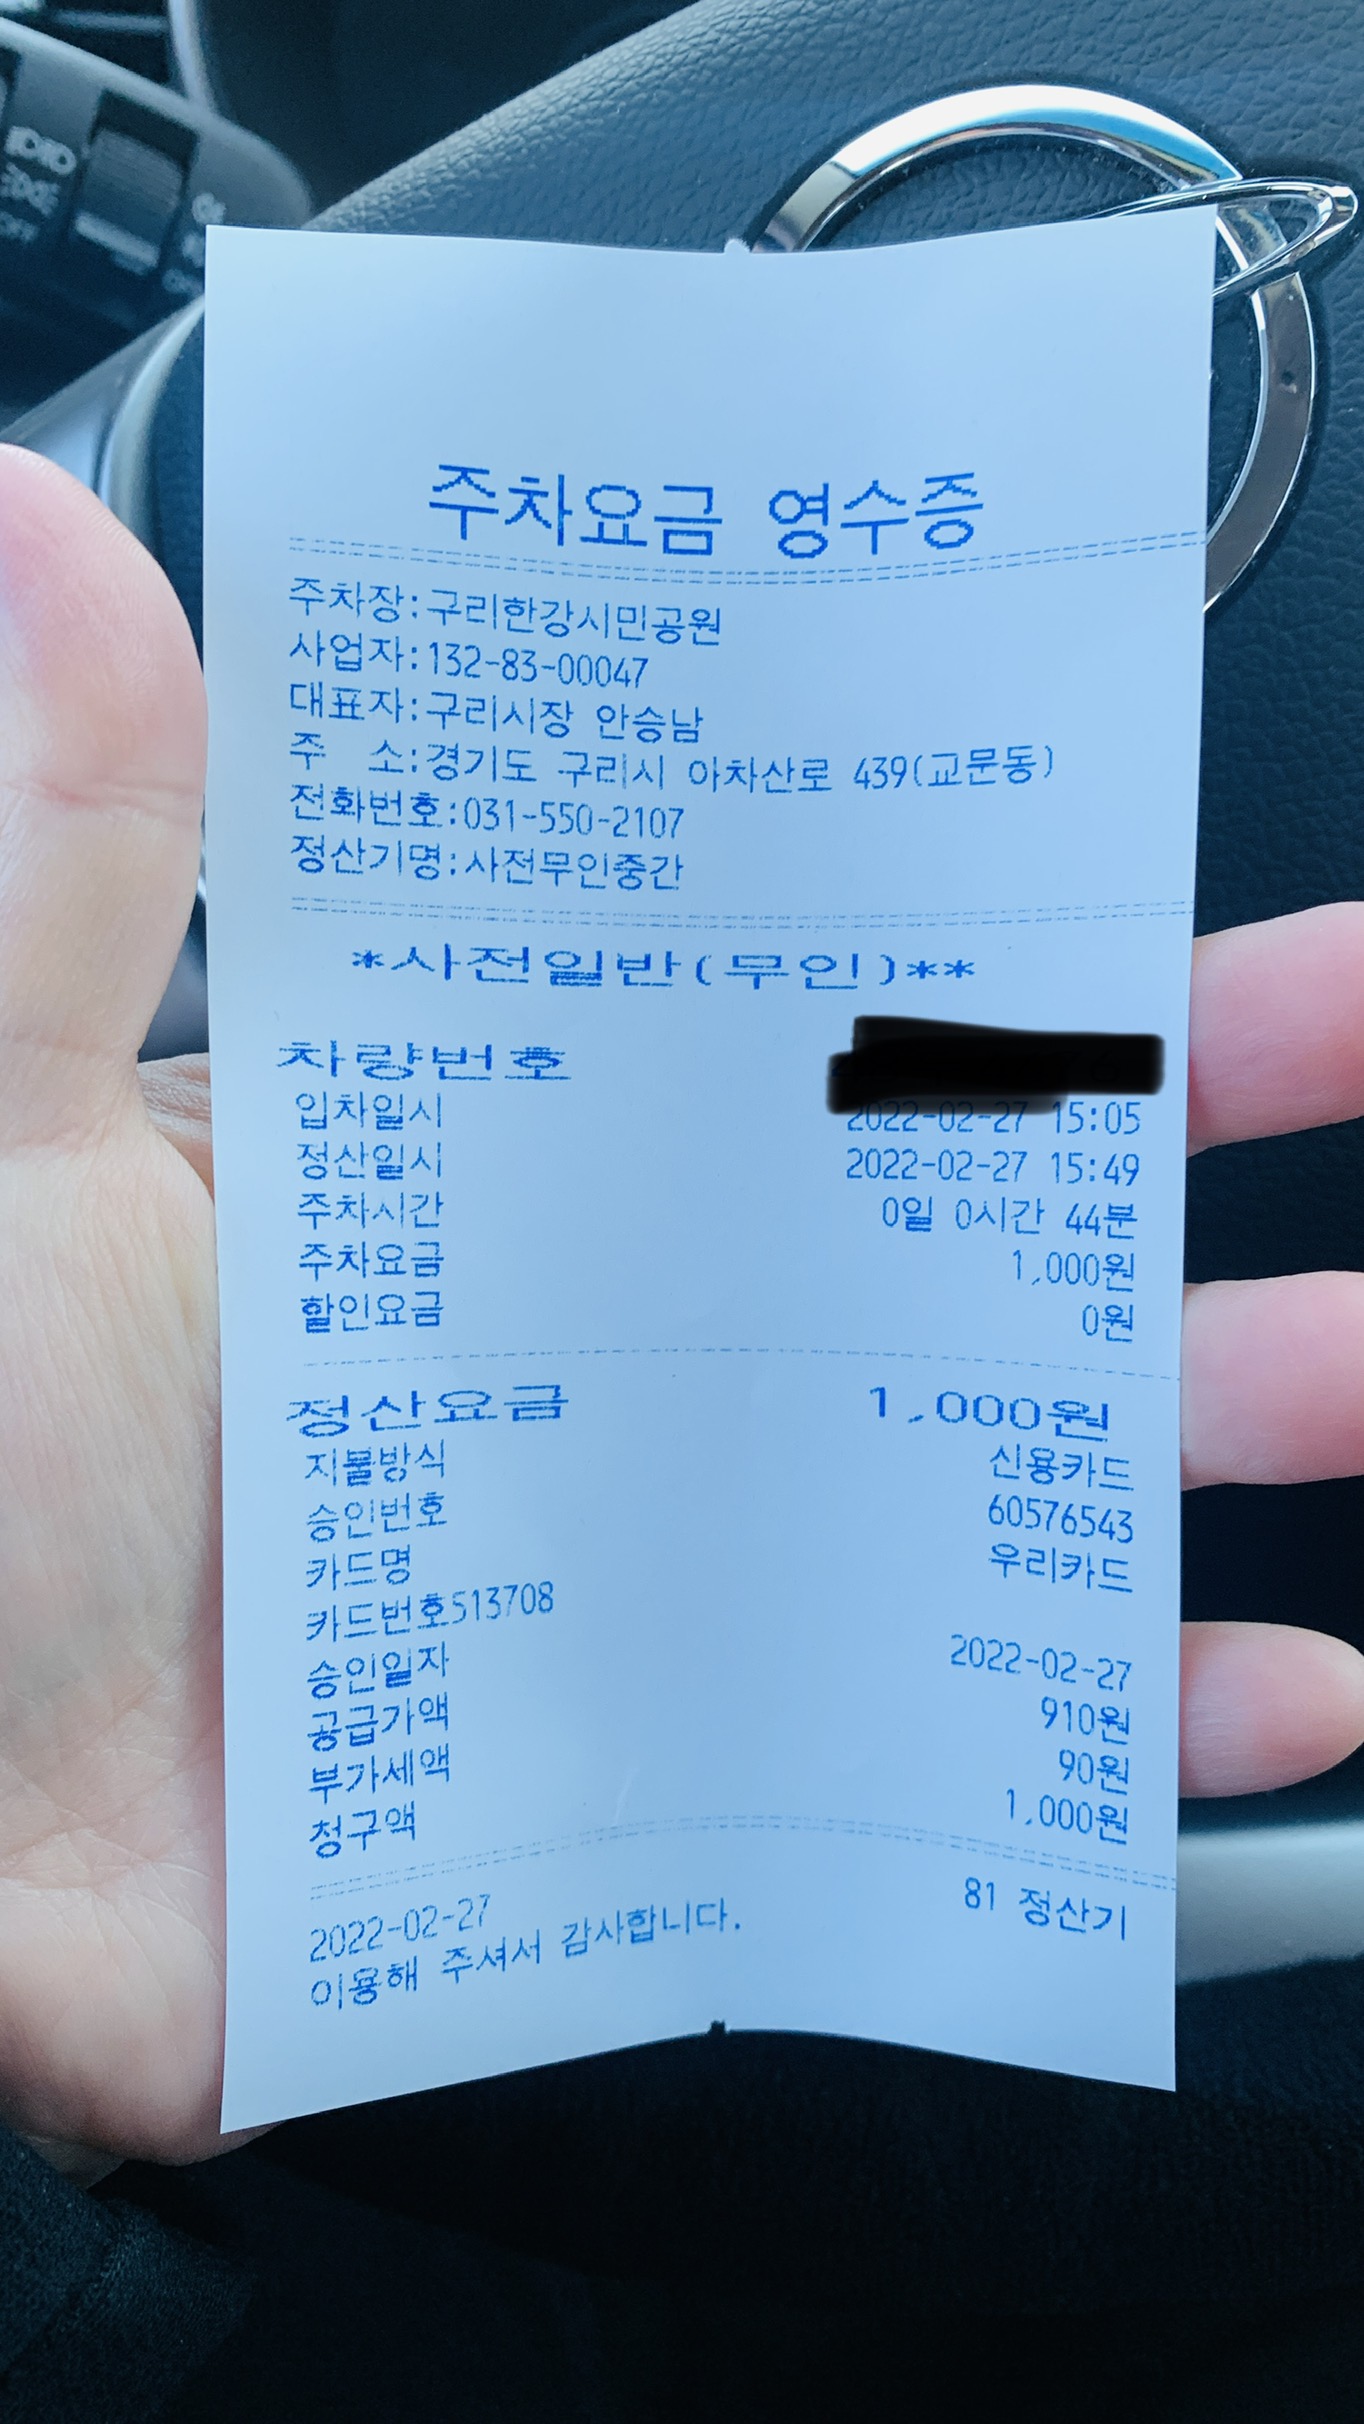 주차요금 영수증
주차장:구리한강시민공원
사업자:132-83-00047
대표자:구리시장 안승남
주 소:경기도 구리시 아차산로 439(교문동)
전화번호:031-550-2107
정산기명:사전무인중간
*사전일반(무인)**
차량번호
입차일시 2022-02-27 15:05
정산일시 2022-02-27 15:49
주차시간 0일 0시간 44분
주차요금 1,000원
할인요금 0원
정산요금 1,000원
지불방식 신용카드
승인번호 60576543
카드명 우리카드
카드번호513708
승인일자 2022-02-27
공급가액 910원
부가세액 90원
청구액 1,000원
2022-02-27 81 정산기
이용해 주셔서 감사합니다.